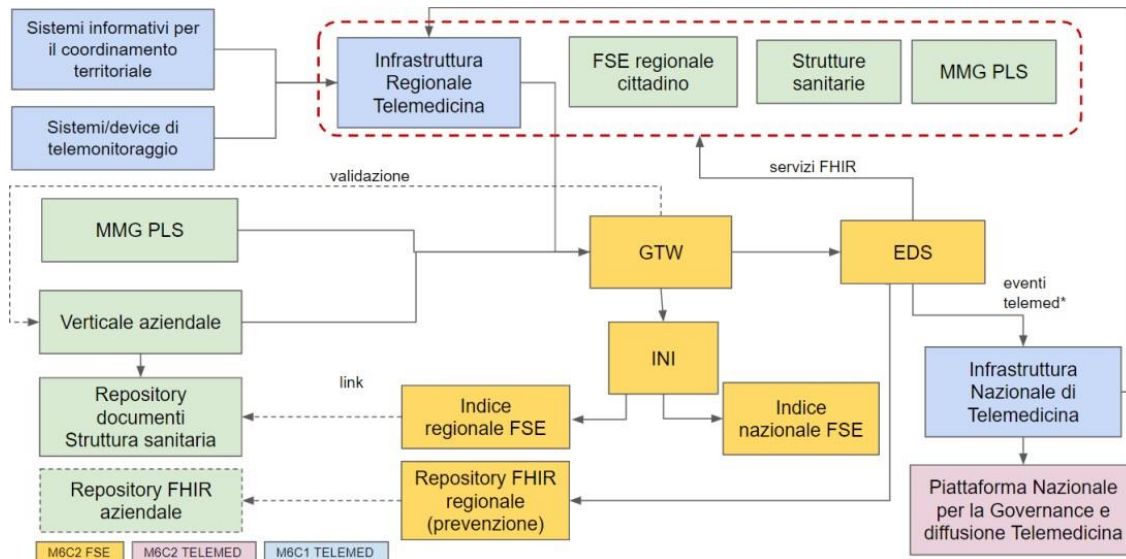 Sistemi informativi per
il coordinamento
territoriale
Infrastruttura
Regionale
Telemedicina
FSE regionale
cittadino
Strutture
sanitarie
MMG PLS
Sistemi/device di
telemonitoraggio
validazione
servizi FHIR
MMG PLS
GTW
EDS
eventi
telemed*
Verticale aziendale
INI
Infrastruttura
Nazionale di
Telemedicina
link
Repository
documenti
Struttura sanitaria
Indice
regionale FSE
Indice
nazionale FSE
Repository FHIR
aziendale
Repository FHIR
regionale
(prevenzione)
Piattaforma Nazionale
per la Governance e
diffusione Telemedicina
M6C2 FSE
M6C2 TELEMED
M6C1 TELEMED